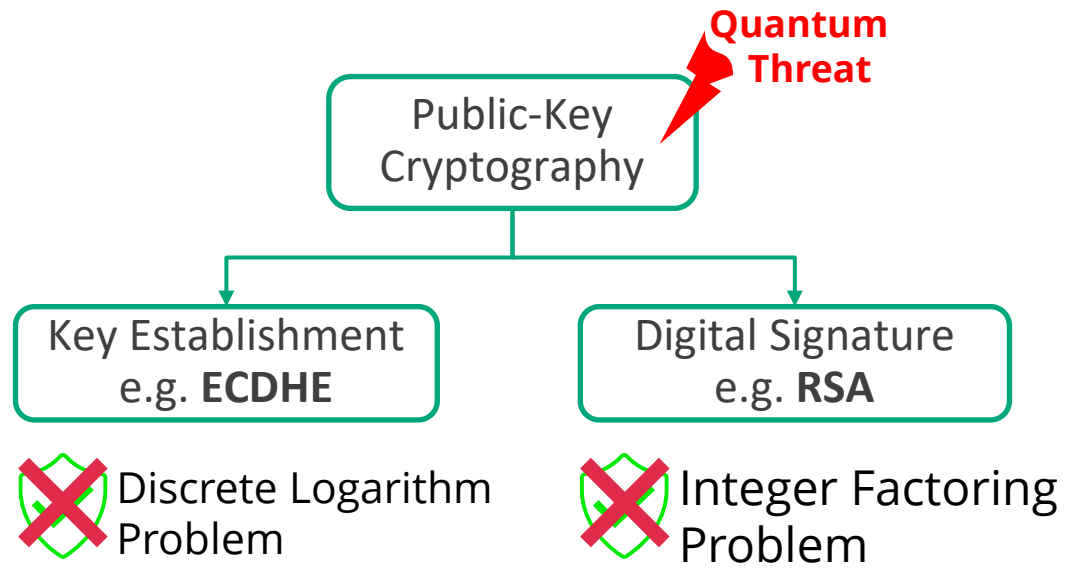 Quantum
Threat
Public-Key
Cryptography
Key Establishment
e.g. ECDHE
Digital Signature
e.g. RSA
Discrete Logarithm
Problem
Integer Factoring
Problem